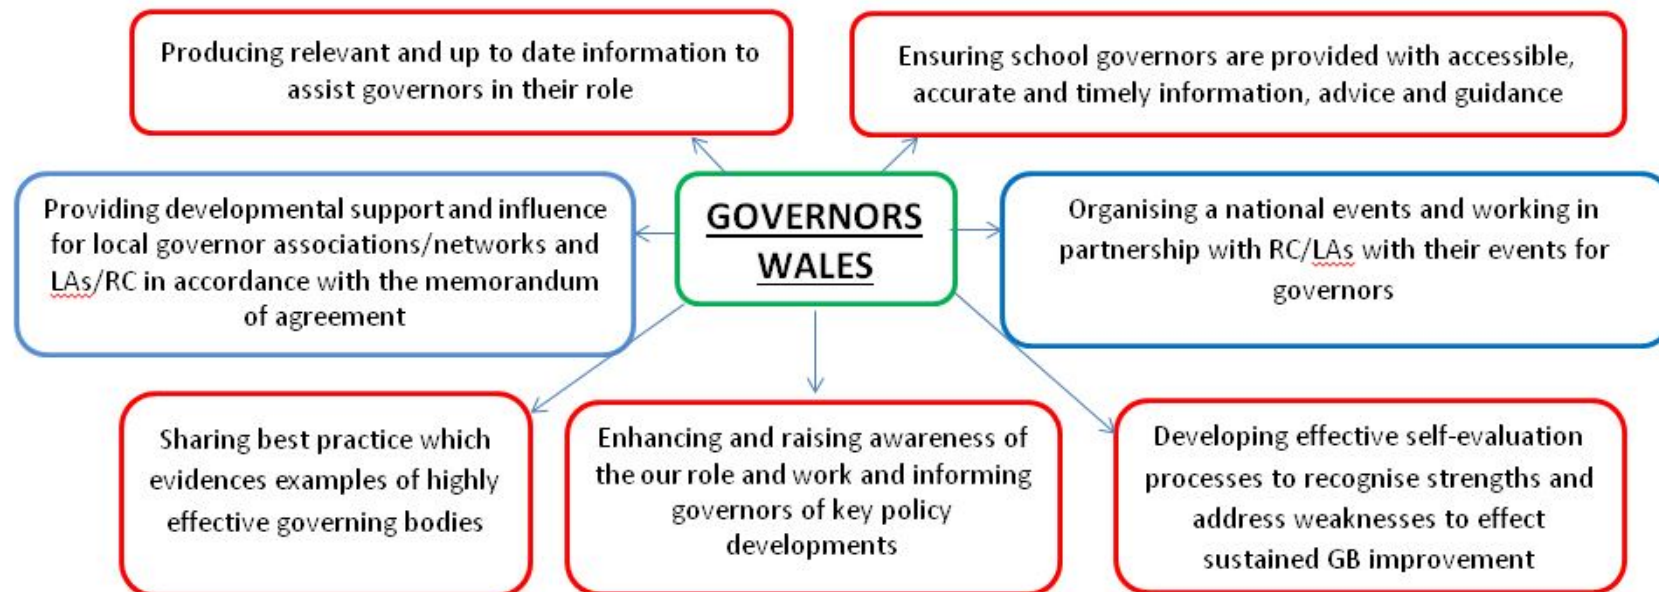 Producing relevant and up to date information to
assist governors in their role
Ensuring school governors are provided with accessible,
accurate and timely information, advice and guidance
Providing developmental support and influence
for local governor associations/networks and
LAs/RC in accordance with the memorandum
of agreement
GOVERNORS
WALES
Organising a national events and working in
partnership with RC/LAs with their events for
governors
Sharing best practice which
evidences examples of highly
effective governing bodies
Enhancing and raising awareness of
the our role and work and informing
governors of key policy
developments
Developing effective self-evaluation
processes to recognise strengths and
address weaknesses to effect
sustained GB improvement